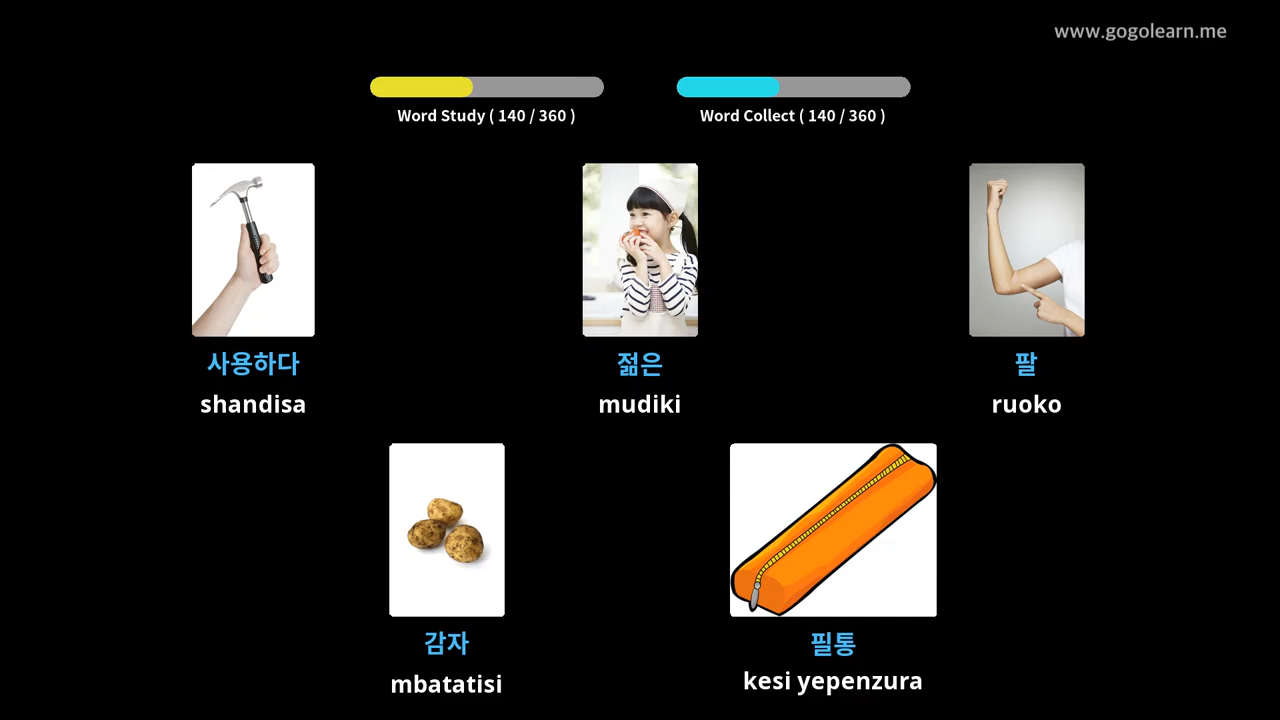 www.gogolearn.me
Word Study ( 140 / 360 )
Word Collect ( 140 / 360 )
사용하다
shandisa
젊은
mudiki
팔
ruoko
감자
mbatatisi
필통
kesi yepenzura